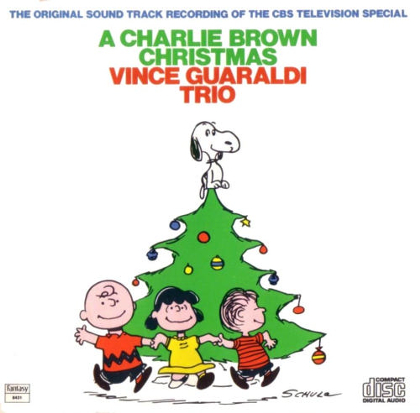 THE ORIGINAL SOUND TRACK RECORDING OF THE CBS TELEVISION SPECIAL
A CHARLIE BROWN
CHRISTMAS
VINCE GUARALDI
TRIO
SCHULZ
Fantasy
8431
COMPACT
disc
DIGITAL AUDIO